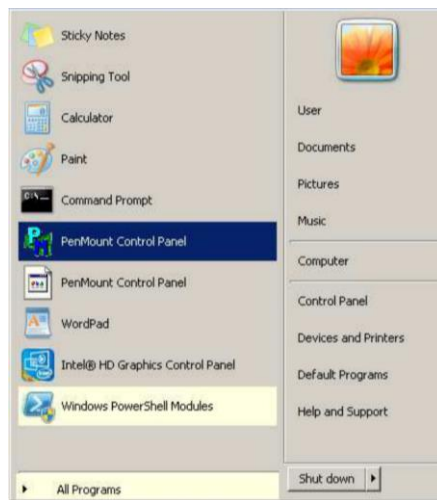 Sticky Notes
Snipping Tool
Calculator
Paint
Command Prompt
PenMount Control Panel
PenMount Control Panel
WordPad
Intel® HD Graphics Control Panel
Windows PowerShell Modules
All Programs
User
Documents
Pictures
Music
Computer
Control Panel
Devices and Printers
Default Programs
Help and Support
Shut down